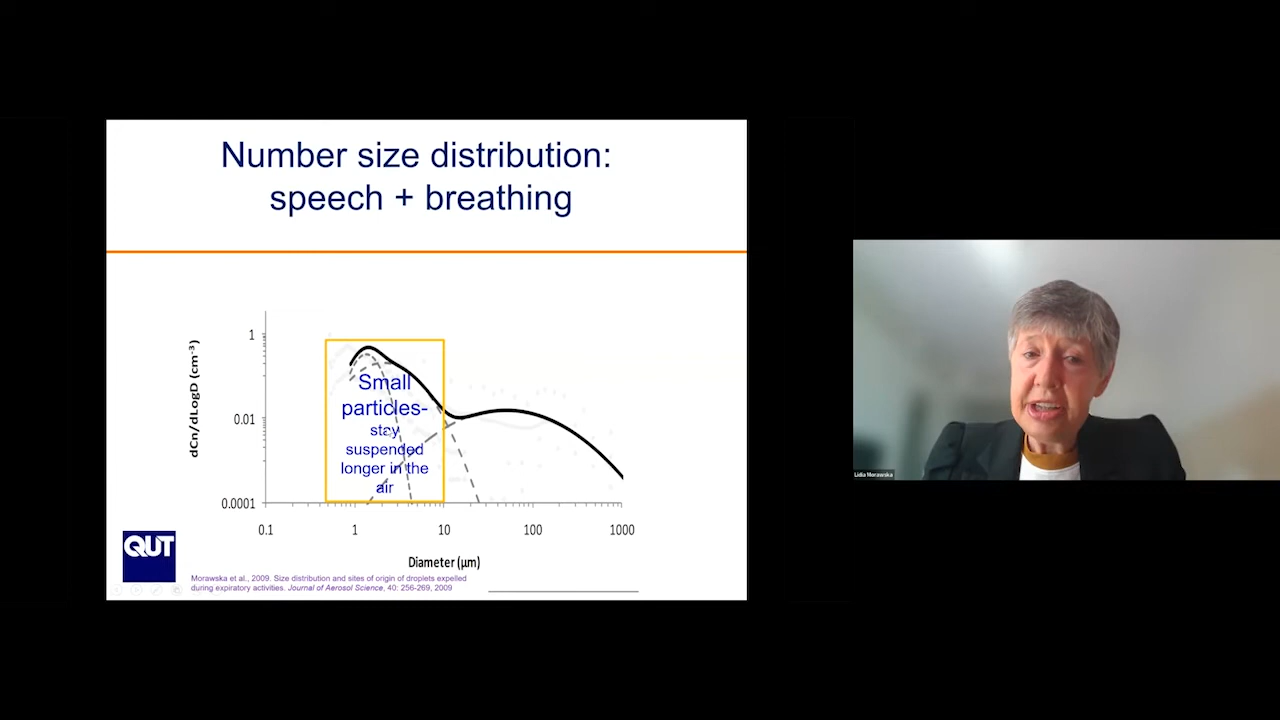 Number size distribution:
speech + breathing
dCn/dLogD (cm-3)
1
0.01
0.0001
Small
particles-
stay
suspended
longer in the
air
0.1
1
10
100
1000
Diameter (µm)
QUT
Morawska et al., 2009. Size distribution and sites of origin of droplets expelled
during expiratory activities. Journal of Aerosol Science, 40: 256-269, 2009
Lidia Morawska